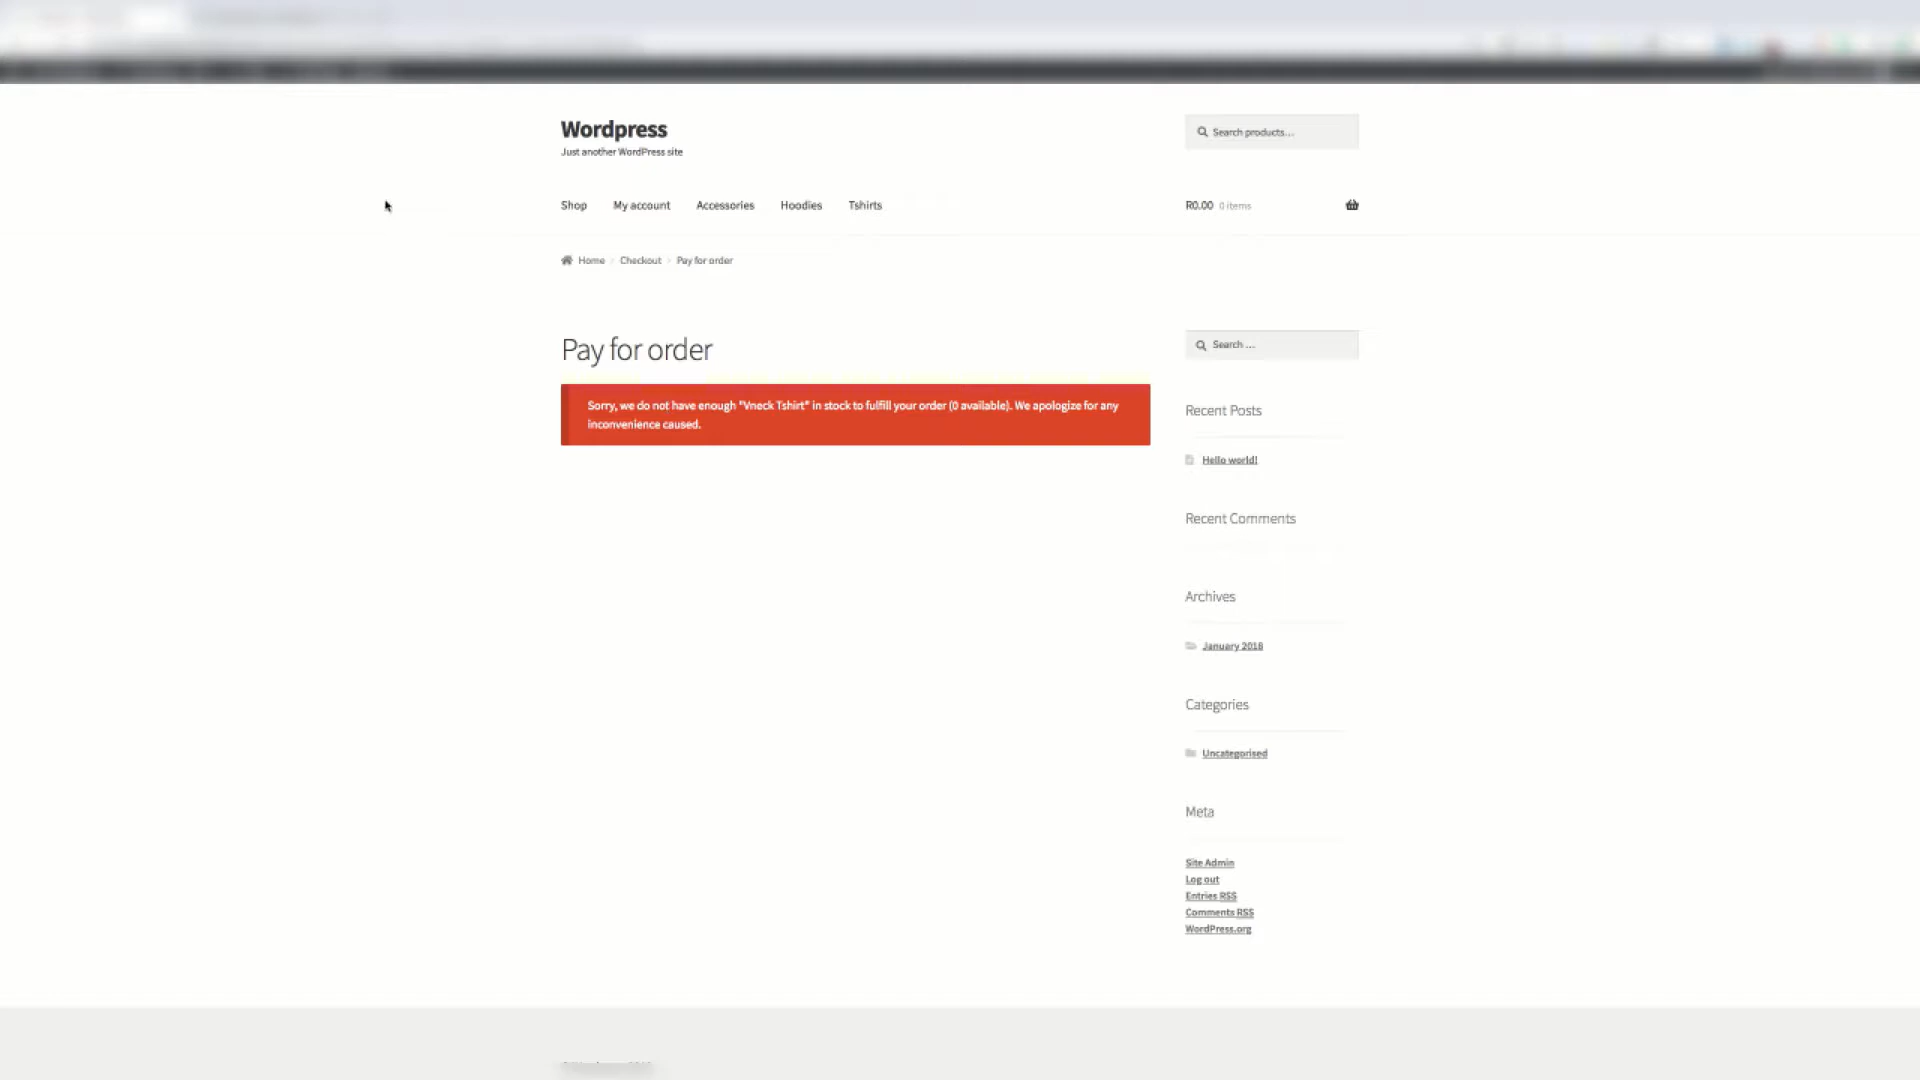 Wordpress
Just another WordPress site
Search products...
Shop My account Accessories Hoodies Tshirts
R0.00 0 items
Home Checkout Pay for order
Pay for order
Sorry, we do not have enough "Vneck Tshirt" in stock to fulfill your order (0 available). We apologize for any
inconvenience caused.
Search ...
Recent Posts
Hello world!
Recent Comments
Archives
January 2018
Categories
Uncategorised
Meta
Site Admin
Log out
Entries RSS
Comments RSS
WordPress.org